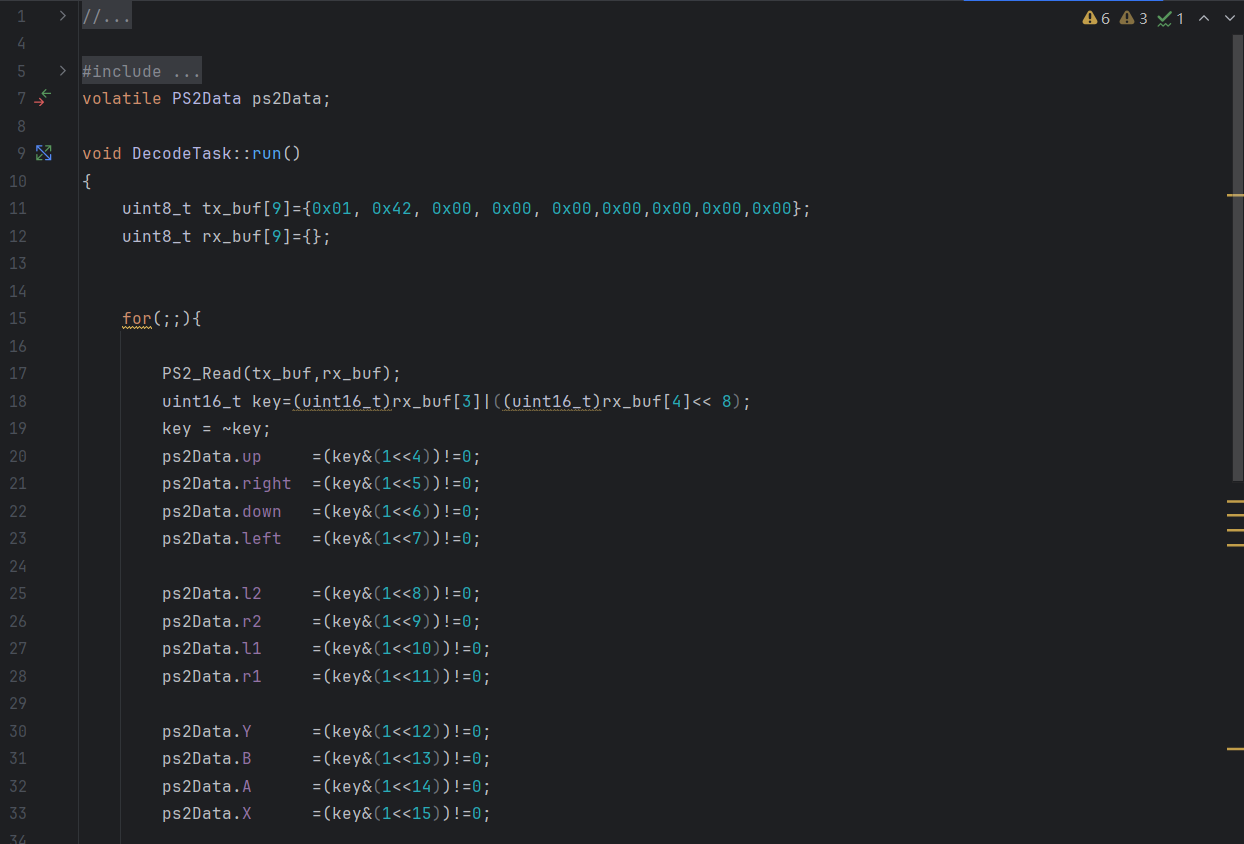 6 3 1
1 //...
4
5 #include ...
7 volatile PS2Data ps2Data;
8
9 void DecodeTask::run()
10 {
11 uint8_t tx_buf[9]={0x01, 0x42, 0x00, 0x00, 0x00,0x00,0x00,0x00,0x00};
12 uint8_t rx_buf[9]={};
13
14
15 for(;;){
16
17 PS2_Read(tx_buf,rx_buf);
18 uint16_t key=(uint16_t)rx_buf[3]|((uint16_t)rx_buf[4]<< 8);
19 key = ~key;
20 ps2Data.up =(key&(1<<4))!=0;
21 ps2Data.right =(key&(1<<5))!=0;
22 ps2Data.down =(key&(1<<6))!=0;
23 ps2Data.left =(key&(1<<7))!=0;
24
25 ps2Data.l2 =(key&(1<<8))!=0;
26 ps2Data.r2 =(key&(1<<9))!=0;
27 ps2Data.l1 =(key&(1<<10))!=0;
28 ps2Data.r1 =(key&(1<<11))!=0;
29
30 ps2Data.Y =(key&(1<<12))!=0;
31 ps2Data.B =(key&(1<<13))!=0;
32 ps2Data.A =(key&(1<<14))!=0;
33 ps2Data.X =(key&(1<<15))!=0;
34